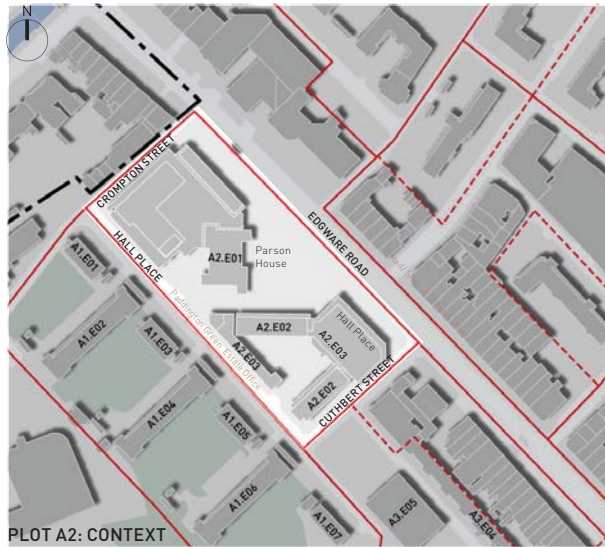 N
CROMPTON STREET
EDGWARE ROAD
HALL PLACE
Parson
House
A2.E01
A1.E01
A1.E02
A1.E03
Paddington Green Estate Office
A2.E02
Hall Place
A2.E03
A2.E03
A2.E02
CUTHBERT STREET
A1.E04
A1.E05
A1.E06
A1.E07
A3.E05
A3.E04
PLOT A2: CONTEXT